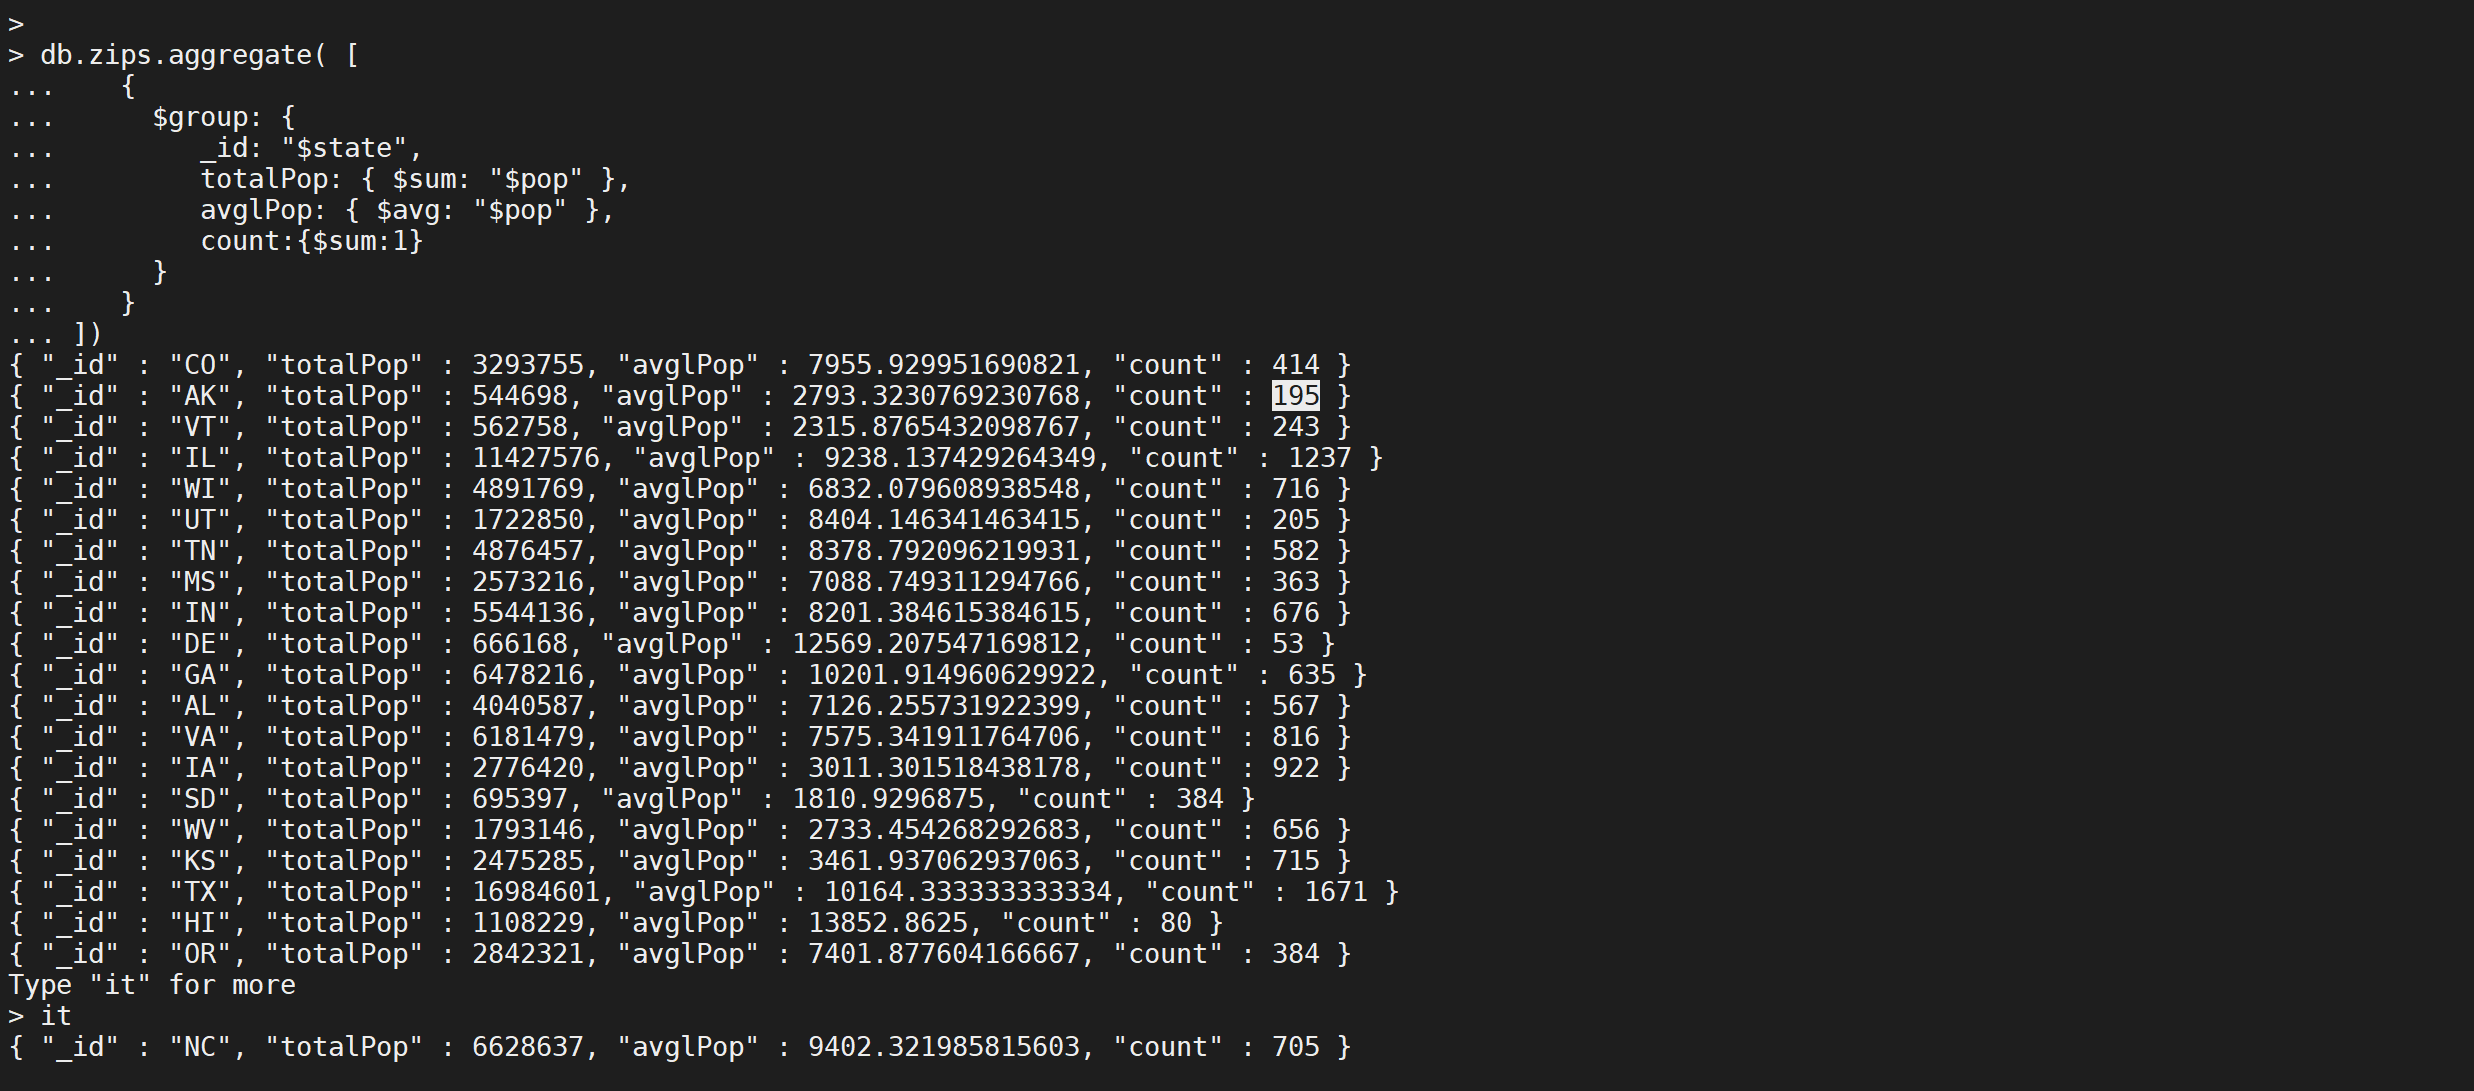 >
> db.zips.aggregate( [
...    {
...      $group: {
...         _id: "$state",
...         totalPop: { $sum: "$pop" },
...         avglPop: { $avg: "$pop" },
...         count:{$sum:1}
...      }
...    }
... ])
{ "_id" : "CO", "totalPop" : 3293755, "avglPop" : 7955.929951690821, "count" : 414 }
{ "_id" : "AK", "totalPop" : 544698, "avglPop" : 2793.3230769230768, "count" : 195 }
{ "_id" : "VT", "totalPop" : 562758, "avglPop" : 2315.8765432098767, "count" : 243 }
{ "_id" : "IL", "totalPop" : 11427576, "avglPop" : 9238.137429264349, "count" : 1237 }
{ "_id" : "WI", "totalPop" : 4891769, "avglPop" : 6832.079608938548, "count" : 716 }
{ "_id" : "UT", "totalPop" : 1722850, "avglPop" : 8404.146341463415, "count" : 205 }
{ "_id" : "TN", "totalPop" : 4876457, "avglPop" : 8378.792096219931, "count" : 582 }
{ "_id" : "MS", "totalPop" : 2573216, "avglPop" : 7088.749311294766, "count" : 363 }
{ "_id" : "IN", "totalPop" : 5544136, "avglPop" : 8201.384615384615, "count" : 676 }
{ "_id" : "DE", "totalPop" : 666168, "avglPop" : 12569.207547169812, "count" : 53 }
{ "_id" : "GA", "totalPop" : 6478216, "avglPop" : 10201.914960629922, "count" : 635 }
{ "_id" : "AL", "totalPop" : 4040587, "avglPop" : 7126.255731922399, "count" : 567 }
{ "_id" : "VA", "totalPop" : 6181479, "avglPop" : 7575.341911764706, "count" : 816 }
{ "_id" : "IA", "totalPop" : 2776420, "avglPop" : 3011.301518438178, "count" : 922 }
{ "_id" : "SD", "totalPop" : 695397, "avglPop" : 1810.9296875, "count" : 384 }
{ "_id" : "WV", "totalPop" : 1793146, "avglPop" : 2733.454268292683, "count" : 656 }
{ "_id" : "KS", "totalPop" : 2475285, "avglPop" : 3461.937062937063, "count" : 715 }
{ "_id" : "TX", "totalPop" : 16984601, "avglPop" : 10164.333333333334, "count" : 1671 }
{ "_id" : "HI", "totalPop" : 1108229, "avglPop" : 13852.8625, "count" : 80 }
{ "_id" : "OR", "totalPop" : 2842321, "avglPop" : 7401.877604166667, "count" : 384 }
Type "it" for more
> it
{ "_id" : "NC", "totalPop" : 6628637, "avglPop" : 9402.321985815603, "count" : 705 }